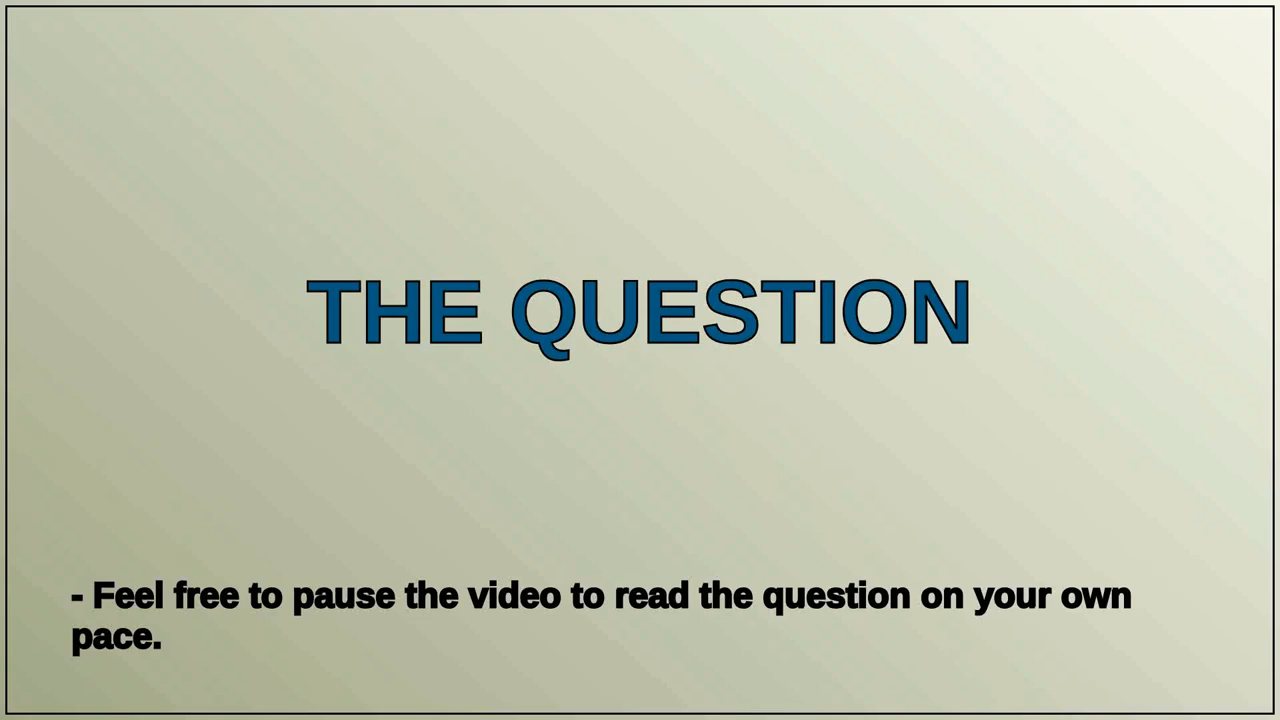 THE QUESTION
- Feel free to pause the video to read the question on your own
pace.